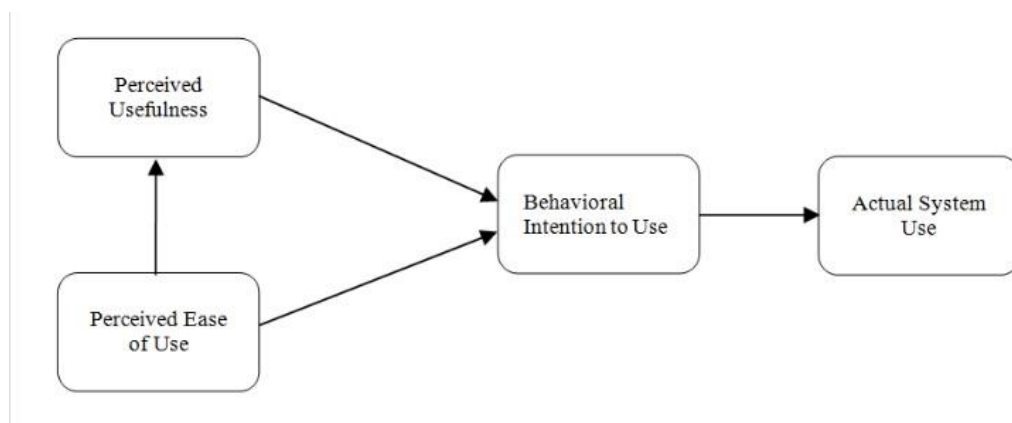 Perceived
Usefulness
Perceived Ease
of Use
Behavioral
Intention to Use
Actual System
Use